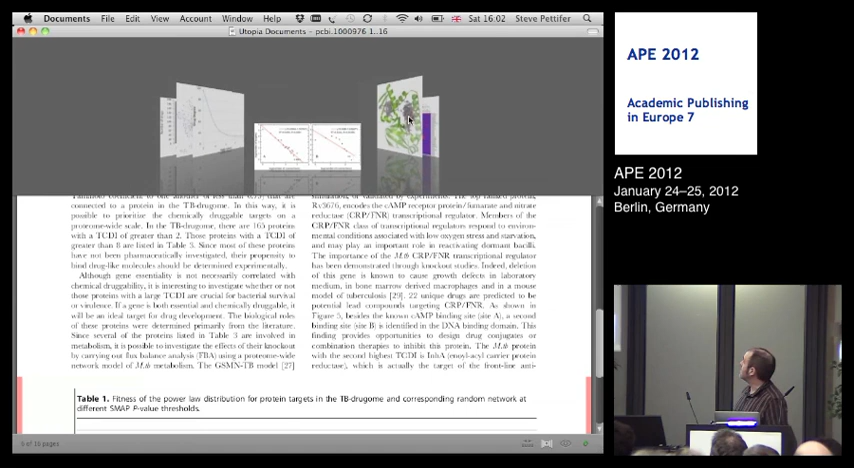 Documents File Edit View Account Window Help Sat 16.02 Steve Pettifer
Utopia Documents – pcbi.1000976 1..16
connected to a protein in the TB-drugome. In this way, it is
possible to prioritize the chemically druggable targets on a
proteome-wide scale. In the TB-drugome, there are 165 proteins
with a TCDI of greater than 2. Those proteins with a TCDI of
greater than 8 are listed in Table 3. Since most of these proteins
have not been pharmaceutically investigated, their propensity to
bind drug-like molecules should be determined experimentally.
Although gene essentiality is not necessarily correlated with
chemical druggability, it is interesting to investigate whether or not
those proteins with a large TCDI are crucial for bacterial survival
or virulence. If a gene is both essential and chemically druggable, it
will be an ideal target for drug development. The biological roles
of these proteins were determined primarily from the literature.
Since several of the proteins listed in Table 3 are involved in
metabolism, it is possible to investigate the effects of their knockout
by carrying out flux balance analysis (FBA) using a proteome-wide
network model of M.tb metabolism. The GSMN-TB model [27]
Rv3676, encodes the cAMP receptor protein/fumarate and nitrate
reductase (CRP/FNR) transcriptional regulator. Members of the
CRP/FNR class of transcriptional regulators respond to environ-
mental conditions associated with low oxygen stress and starvation,
and may play an important role in reactivating dormant bacilli.
The importance of the M.tb CRP/FNR transcriptional regulator
has been demonstrated through knockout studies. Indeed, deletion
of this gene is known to cause growth defects in laboratory
medium, in bone marrow derived macrophages and in a mouse
model of tuberculosis [29]. 22 unique drugs are predicted to be
potential lead compounds targeting CRP/FNR. As shown in
Figure 5, besides the known cAMP binding site (site A), a second
binding site (site B) is identified in the DNA binding domain. This
finding provides opportunities to design drug conjugates or
combination therapies to inhibit this protein. The M.tb protein
with the second highest TCDI is InhA (enoyl-acyl carrier protein
reductase), which is actually the target of the front-line anti-
Table 1. Fitness of the power law distribution for protein targets in the TB-drugome and corresponding random network at
different SMAP P-value thresholds.
APE 2012
Academic Publishing
in Europe 7
APE 2012
January 24–25, 2012
Berlin, Germany